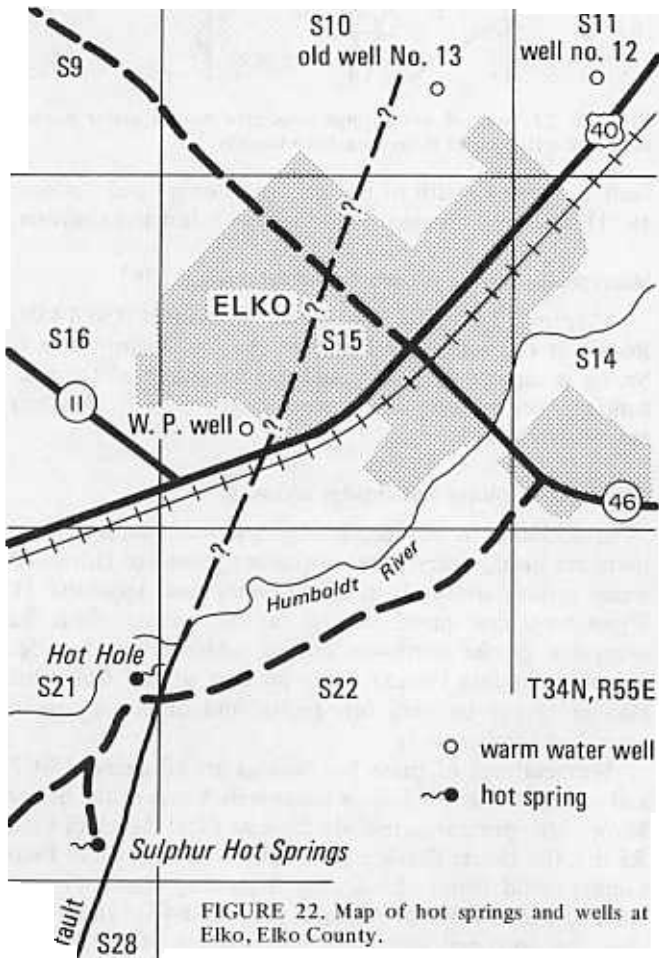 S10
S11
old well No. 13
well no. 12
S9
40
?
?
ELKO
?
S16
S15
S14
11
W. P. well
?
46
?
Humboldt River
Hot Hole
S21
S22
T34N, R55E
warm water well
hot spring
Sulphur Hot Springs
fault
S28
FIGURE 22. Map of hot springs and wells at
Elko, Elko County.